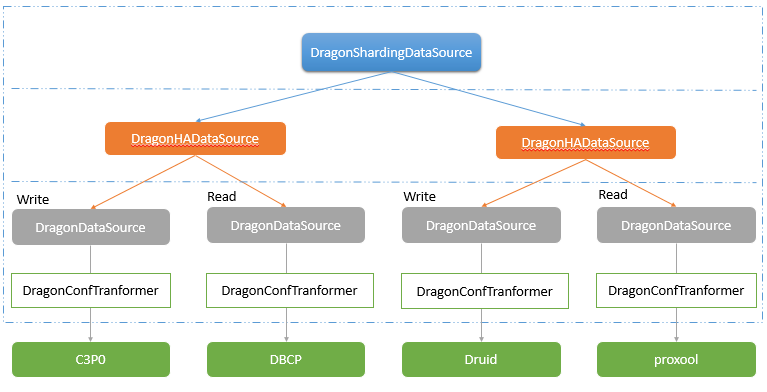 DragonShardingDataSource
DragonHADataSource
DragonHADataSource
Write
Read
Write
Read
DragonDataSource
DragonDataSource
DragonDataSource
DragonDataSource
DragonConfTranformer
DragonConfTranformer
DragonConfTranformer
DragonConfTranformer
C3P0
DBCP
Druid
proxool